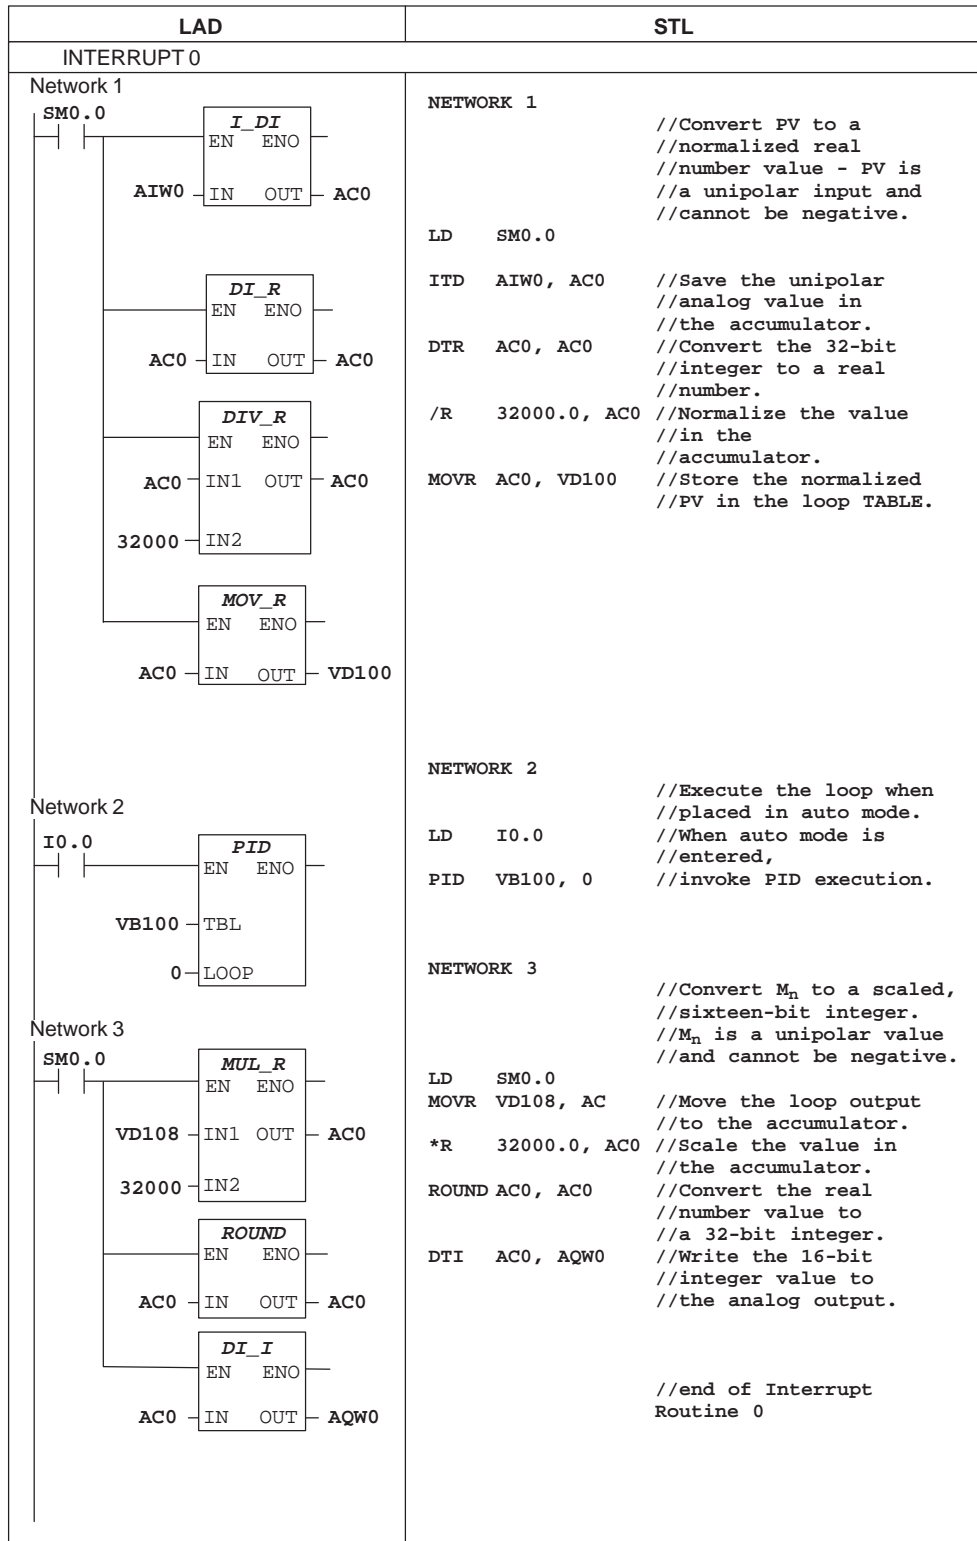 LAD
STL
INTERRUPT 0
Network 1
SM0.0
I_DI
EN ENO
AIW0 IN OUT AC0
DI_R
EN ENO
AC0 IN OUT AC0
DIV_R
EN ENO
AC0 IN1 OUT AC0
32000 IN2
MOV_R
EN ENO
AC0 IN OUT VD100
Network 2
I0.0
PID
EN ENO
VB100 TBL
0 LOOP
Network 3
SM0.0
MUL_R
EN ENO
VD108 IN1 OUT AC0
32000 IN2
ROUND
EN ENO
AC0 IN OUT AC0
DI_I
EN ENO
AC0 IN OUT AQW0
NETWORK 1
//Convert PV to a
//normalized real
//number value - PV is
//a unipolar input and
//cannot be negative.
LD SM0.0
ITD AIW0, AC0 //Save the unipolar
//analog value in
//the accumulator.
DTR AC0, AC0 //Convert the 32-bit
//integer to a real
//number.
/R 32000.0, AC0 //Normalize the value
//in the
//accumulator.
MOVR AC0, VD100 //Store the normalized
//PV in the loop TABLE.
NETWORK 2
//Execute the loop when
//placed in auto mode.
LD I0.0 //When auto mode is
//entered,
PID VB100, 0 //invoke PID execution.
NETWORK 3
//Convert Mn to a scaled,
//sixteen-bit integer.
//Mn is a unipolar value
//and cannot be negative.
LD SM0.0
MOVR VD108, AC //Move the loop output
//to the accumulator.
*R 32000.0, AC0 //Scale the value in
//the accumulator.
ROUND AC0, AC0 //Convert the real
//number value to
//a 32-bit integer.
DTI AC0, AQW0 //Write the 16-bit
//integer value to
//the analog output.
//end of Interrupt
Routine 0